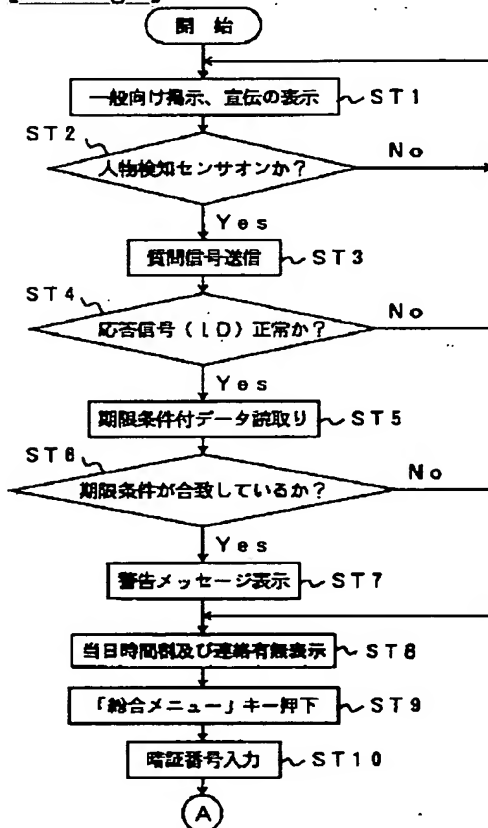 開 始
一般向け掲示、宣伝の表示 ST1
ST2
人物検知センサオンか？ No
Yes
質問信号送信 ST3
ST4
応答信号（ID）正常か？ No
Yes
期限条件付データ読取り ST5
ST6
期限条件が合致しているか？ No
Yes
警告メッセージ表示 ST7
当日時間割及び連絡有無表示 ST8
「総合メニュー」キー押下 ST9
暗証番号入力 ST10
A